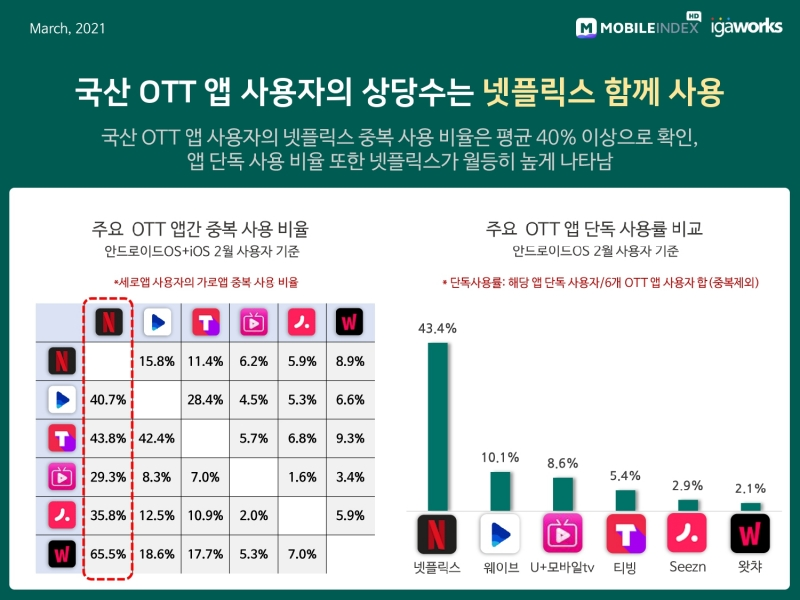 March, 2021
MOBILEINDEX HD igaworks
국산 OTT 앱 사용자의 상당수는 넷플릭스 함께 사용
국산 OTT 앱 사용자의 넷플릭스 중복 사용 비율은 평균 40% 이상으로 확인,
앱 단독 사용 비율 또한 넷플릭스가 월등히 높게 나타남
주요 OTT 앱간 중복 사용 비율
안드로이드OS+iOS 2월 사용자 기준
*세로앱 사용자의 가로앱 중복 사용 비율
15.8% 11.4% 6.2% 5.9% 8.9%
40.7% 28.4% 4.5% 5.3% 6.6%
43.8% 42.4% 5.7% 6.8% 9.3%
29.3% 8.3% 7.0% 1.6% 3.4%
35.8% 12.5% 10.9% 2.0% 5.9%
65.5% 18.6% 17.7% 5.3% 7.0%
주요 OTT 앱 단독 사용률 비교
안드로이드OS 2월 사용자 기준
* 단독사용률: 해당 앱 단독 사용자/6개 OTT 앱 사용자 합(중복제외)
43.4% 10.1% 8.6% 5.4% 2.9% 2.1%
넷플릭스 웨이브 U+모바일tv 티빙 Seezn 왓챠